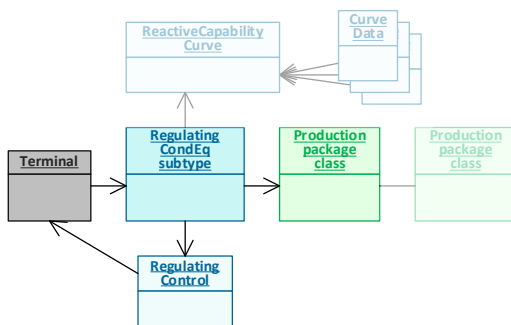 ReactiveCapability
Curve
Curve
Data
Terminal
Regulating
CondEq
subtype
Production
package
class
Production
package
class
Regulating
Control